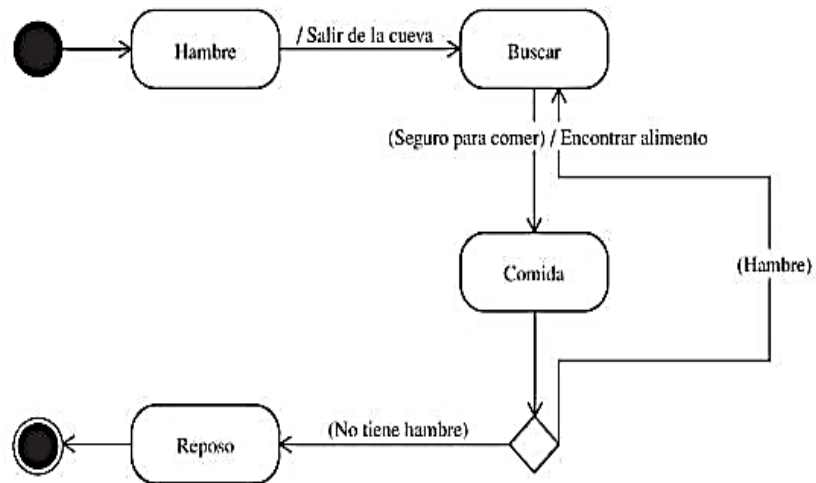 Hambre
/ Salir de la cueva
Buscar
(Seguro para comer) / Encontrar alimento
Comida
(Hambre)
(No tiene hambre)
Reposo